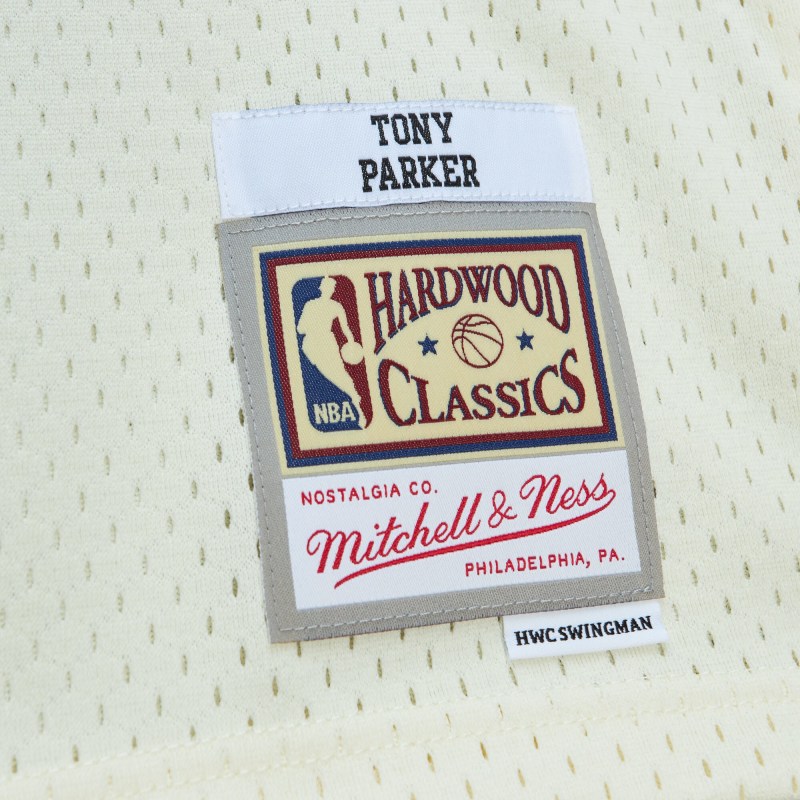 TONY
PARKER
HARDWOOD
CLASSICS
NBA
NOSTALGIA CO.
Mitchell & Ness
PHILADELPHIA, PA.
HWC SWINGMAN